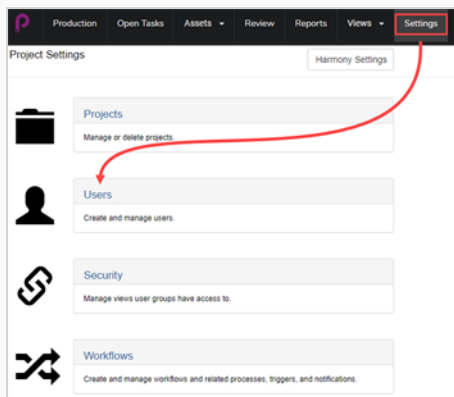 Production Open Tasks Assets Review Reports Views Settings
Project Settings Harmony Settings
Projects
Manage or delete projects.
Users
Create and manage users.
Security
Manage views user groups have access to.
Workflows
Create and manage workflows and related processes, triggers, and notifications.